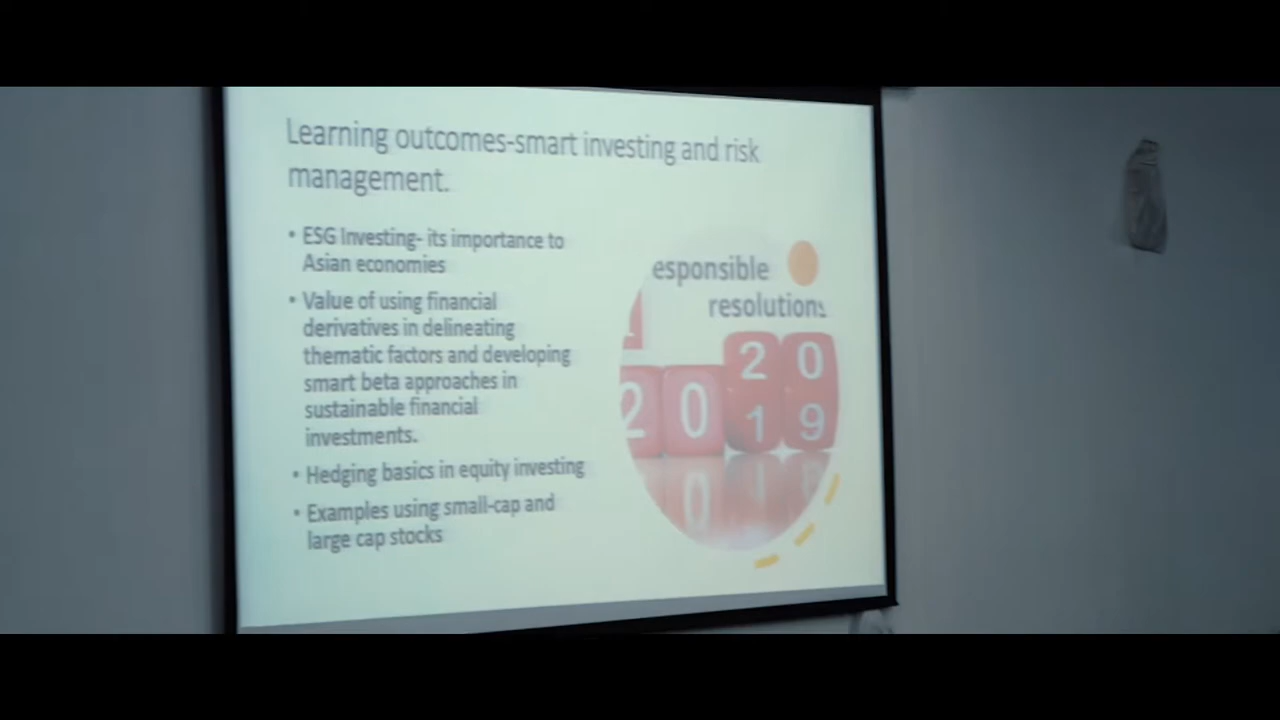 Learning outcomes-smart investing and risk
management.
• ESG Investing- its importance to
Asian economies
• Value of using financial
derivatives in delineating
thematic factors and developing
smart beta approaches in
sustainable financial
investments.
• Hedging basics in equity investing
• Examples using small-cap and
large cap stocks
esponsible
resolutions
20
2019